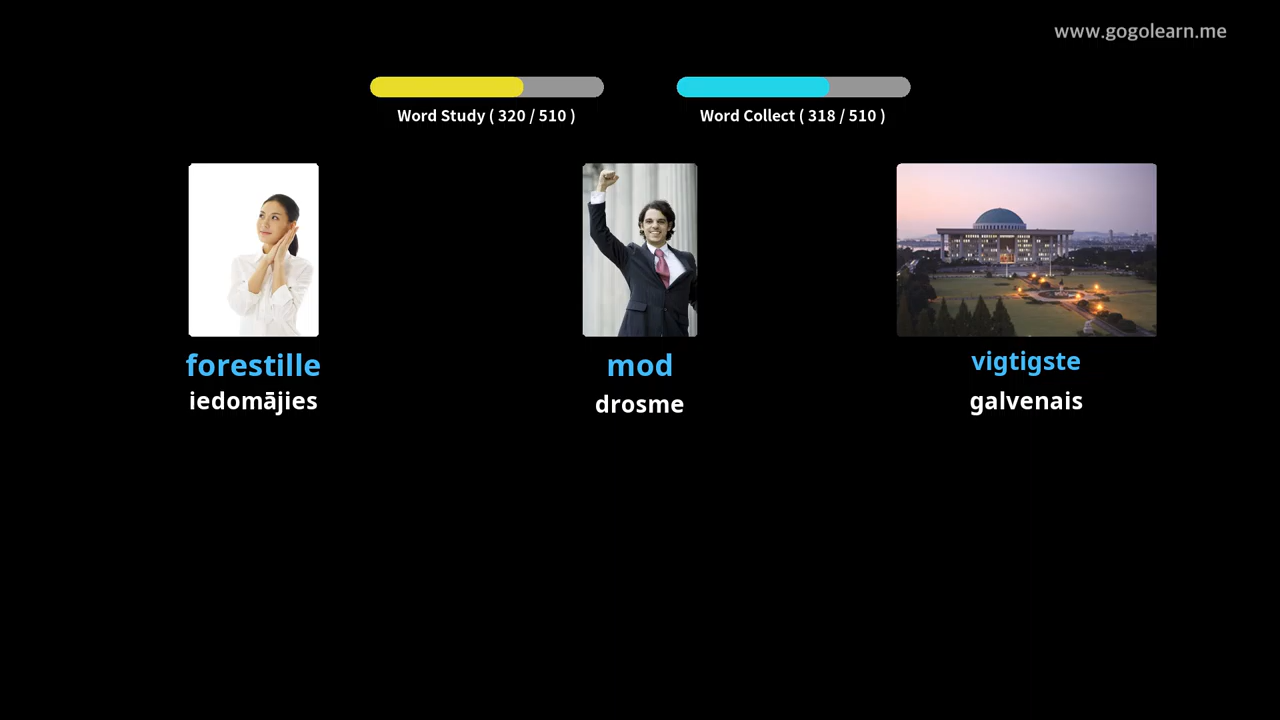 www.gogolearn.me
Word Study ( 320 / 510 )
Word Collect ( 318 / 510 )
forestille
iedomājies
mod
drosme
vigtigste
galvenais